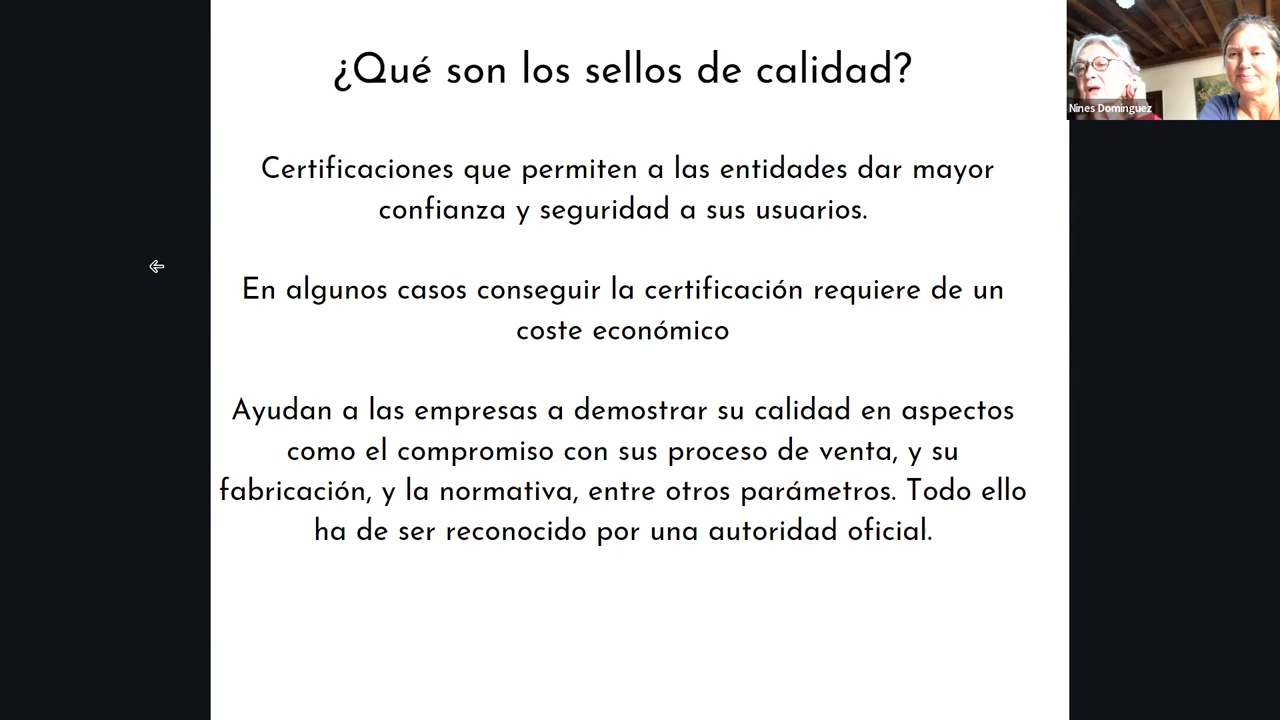 ¿Qué son los sellos de calidad?
Certificaciones que permiten a las entidades dar mayor
confianza y seguridad a sus usuarios.
En algunos casos conseguir la certificación requiere de un
coste económico
Ayudan a las empresas a demostrar su calidad en aspectos
como el compromiso con sus proceso de venta, y su
fabricación, y la normativa, entre otros parámetros. Todo ello
ha de ser reconocido por una autoridad oficial.
Nines Dominguez